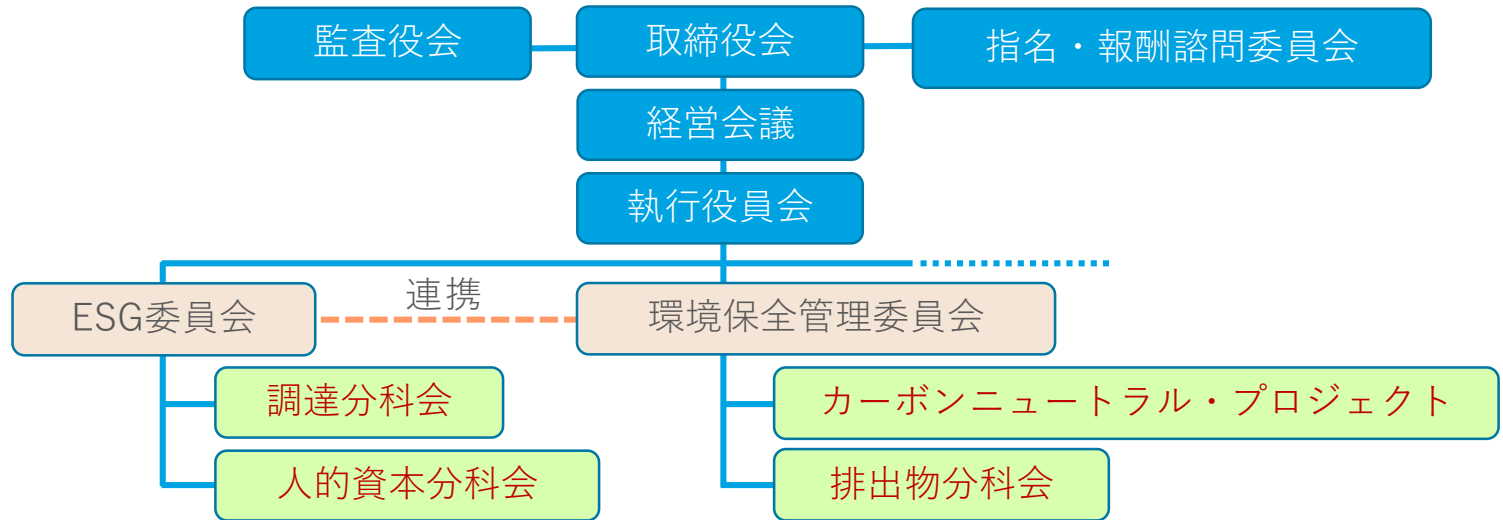 監査役会
取締役会
指名・報酬諮問委員会
経営会議
執行役員会
連携
ESG委員会
環境保全管理委員会
調達分科会
カーボンニュートラル・プロジェクト
人的資本分科会
排出物分科会